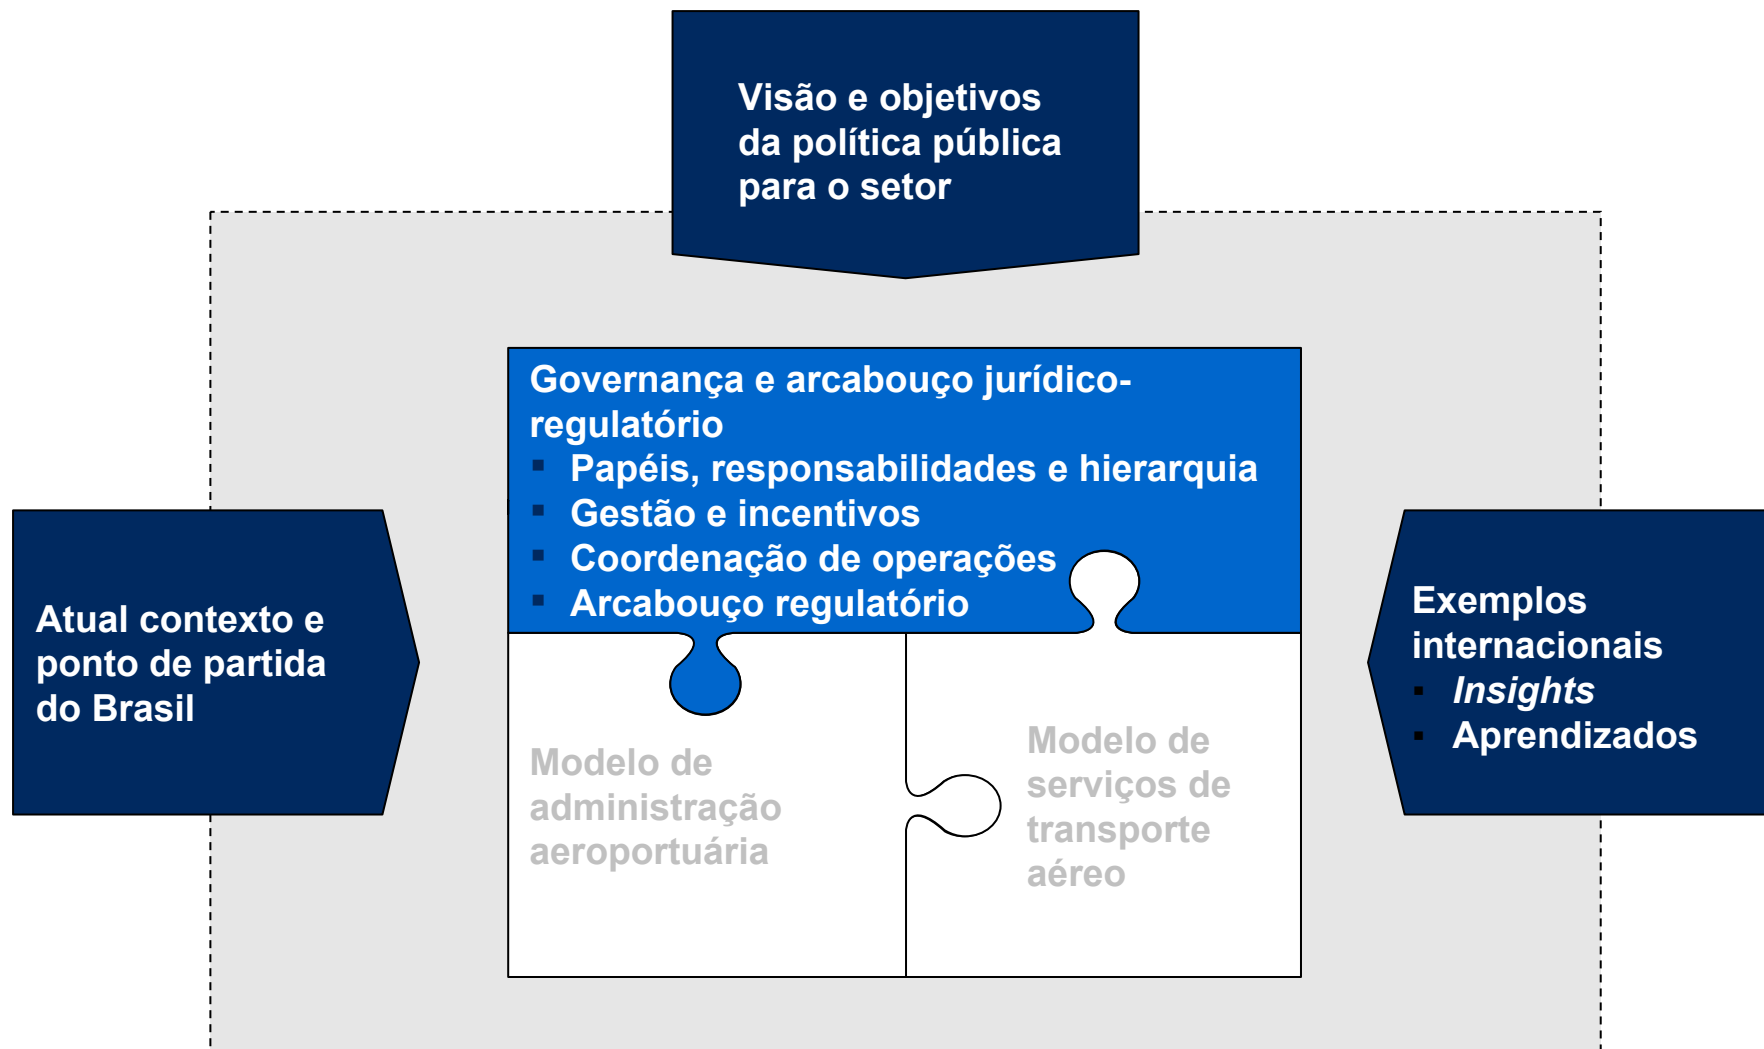 Visão e objetivos
da política pública
para o setor
Governança e arcabouço jurídico-
regulatório
▪ Papéis, responsabilidades e hierarquia
▪ Gestão e incentivos
▪ Coordenação de operações
▪ Arcabouço regulatório
Atual contexto e
ponto de partida
do Brasil
Exemplos
internacionais
▪ Insights
▪ Aprendizados
Modelo de
administração
aeroportuária
Modelo de
serviços de
transporte
aéreo